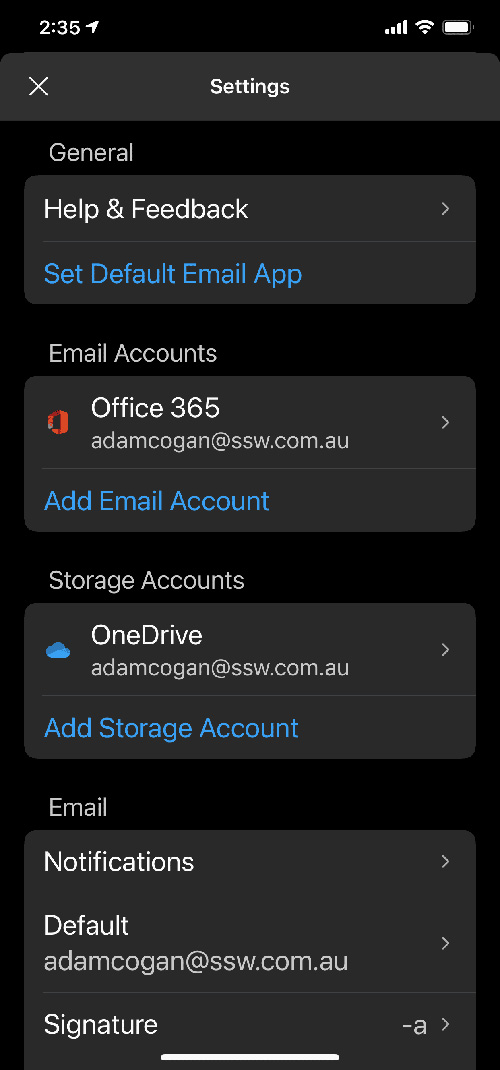 2:35
Settings
General
Help & Feedback
Set Default Email App
Email Accounts
Office 365
adamcogan@ssw.com.au
Add Email Account
Storage Accounts
OneDrive
adamcogan@ssw.com.au
Add Storage Account
Email
Notifications
Default
adamcogan@ssw.com.au
Signature -a